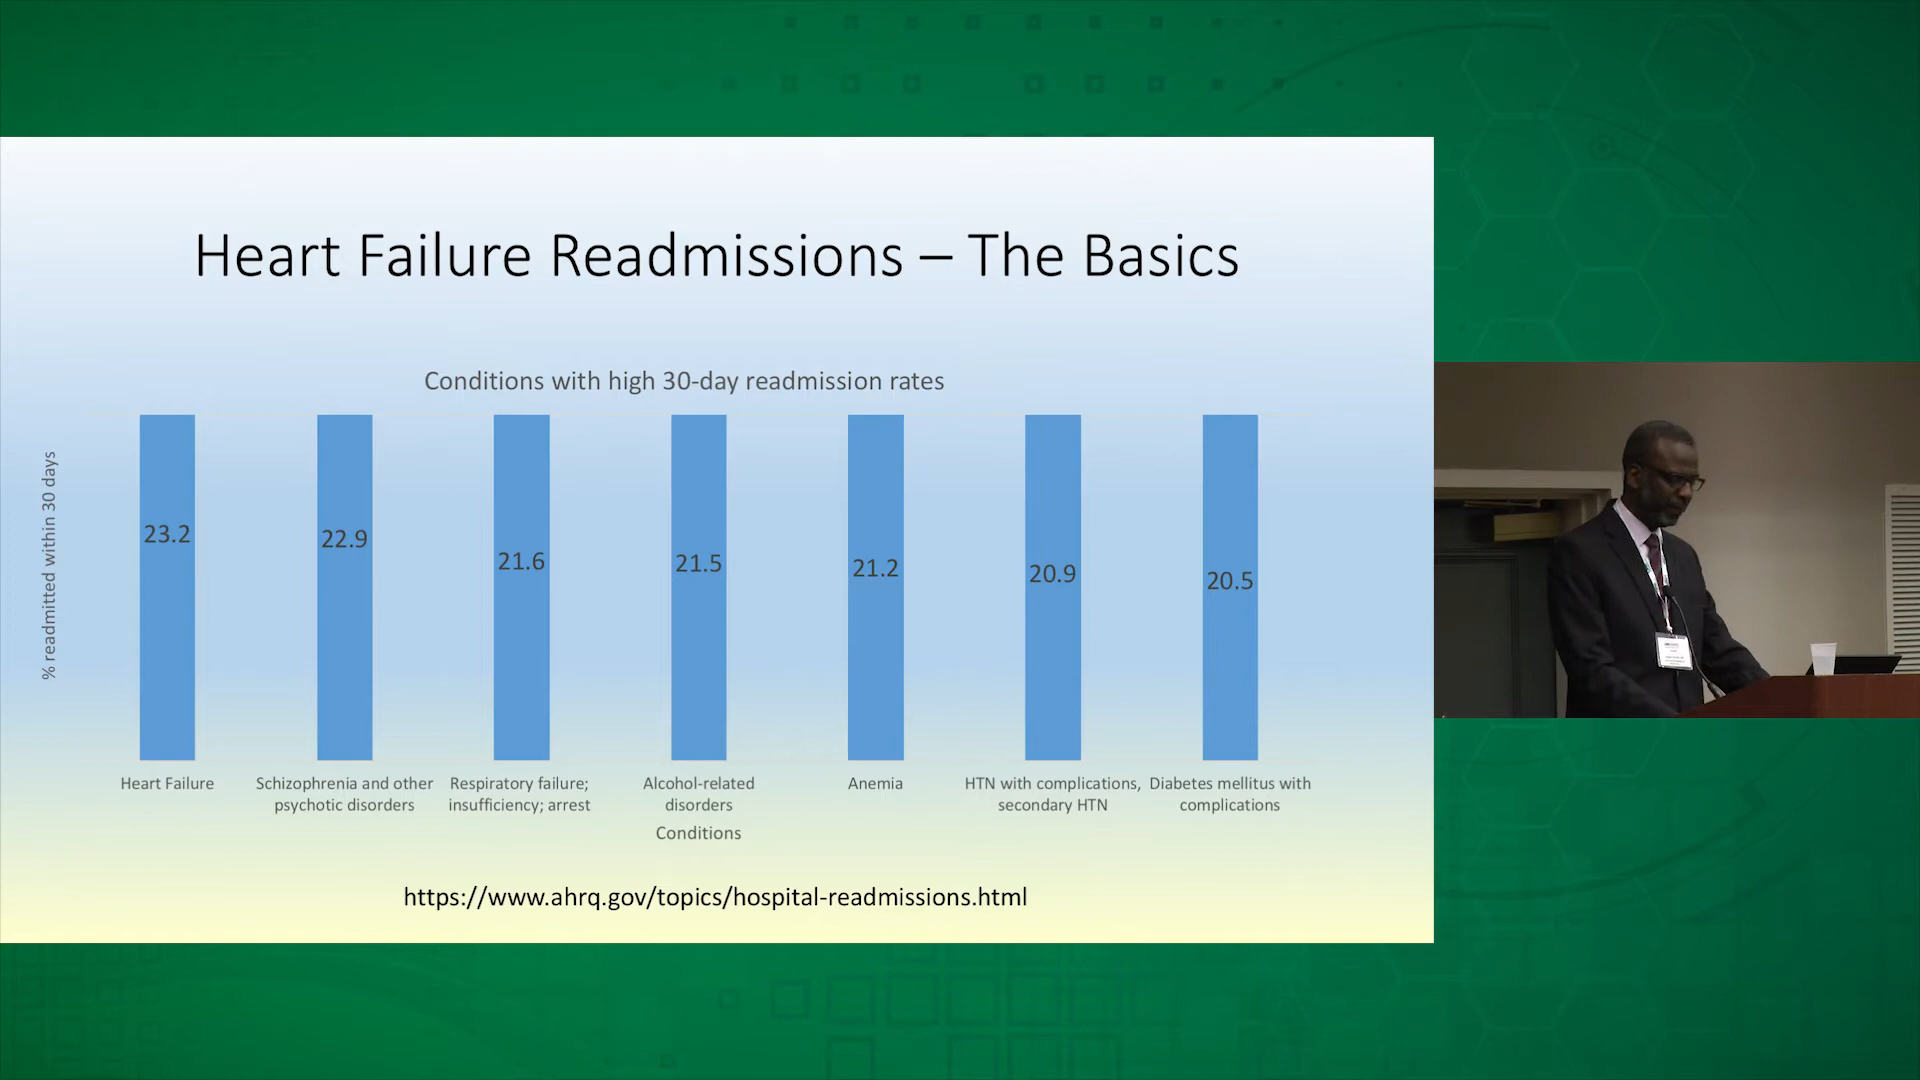 Heart Failure Readmissions – The Basics
Conditions with high 30-day readmission rates
% readmitted within 30 days
23.2
22.9
21.6
21.5
21.2
20.9
20.5
Heart Failure
Schizophrenia and other
psychotic disorders
Respiratory failure;
insufficiency; arrest
Alcohol-related
disorders
Anemia
HTN with complications,
secondary HTN
Diabetes mellitus with
complications
Conditions
https://www.ahrq.gov/topics/hospital-readmissions.html